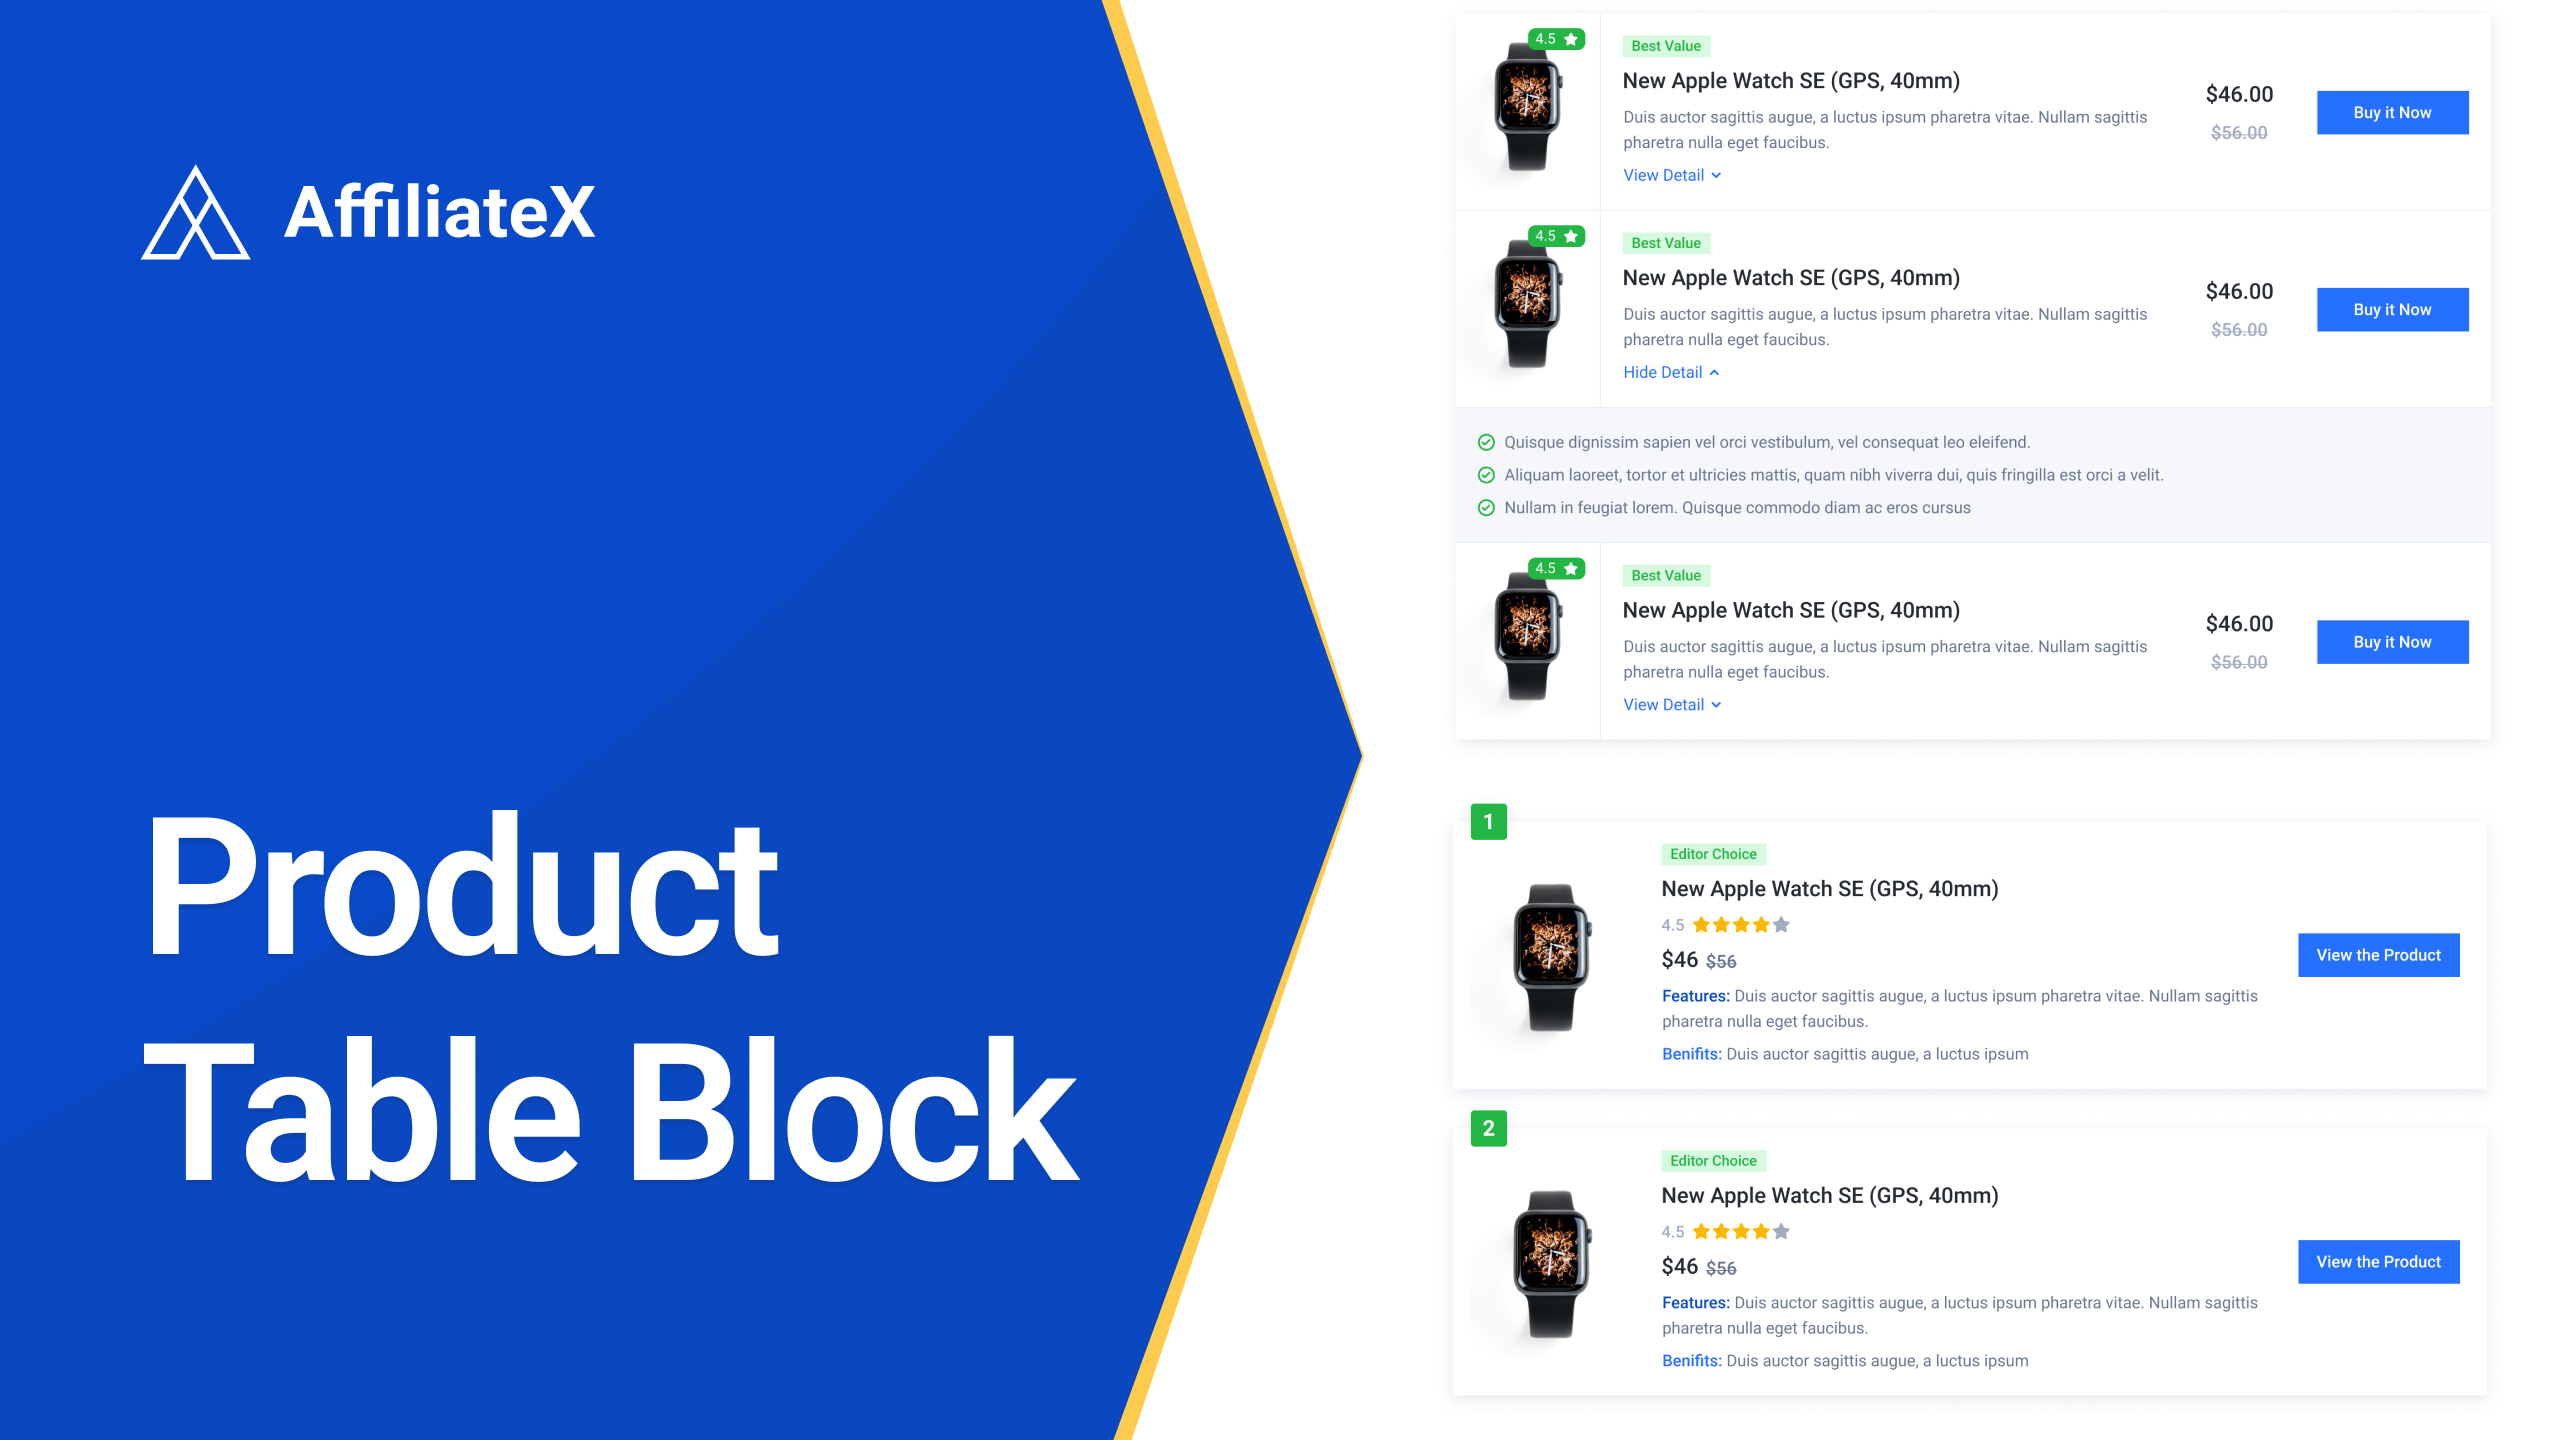 AffiliateX
Product
Table Block
4.5
Best Value
New Apple Watch SE (GPS, 40mm)
Duis auctor sagittis augue, a luctus ipsum pharetra vitae. Nullam sagittis
pharetra nulla eget faucibus.
View Detail
$46.00
$56.00
Buy it Now
4.5
Best Value
New Apple Watch SE (GPS, 40mm)
Duis auctor sagittis augue, a luctus ipsum pharetra vitae. Nullam sagittis
pharetra nulla eget faucibus.
Hide Detail
$46.00
$56.00
Buy it Now
Quisque dignissim sapien vel orci vestibulum, vel consequat leo eleifend.
Aliquam laoreet, tortor et ultricies mattis, quam nibh viverra dui, quis fringilla est orci a velit.
Nullam in feugiat lorem. Quisque commodo diam ac eros cursus
4.5
Best Value
New Apple Watch SE (GPS, 40mm)
Duis auctor sagittis augue, a luctus ipsum pharetra vitae. Nullam sagittis
pharetra nulla eget faucibus.
View Detail
$46.00
$56.00
Buy it Now
1
Editor Choice
New Apple Watch SE (GPS, 40mm)
4.5
$46 $56
Features: Duis auctor sagittis augue, a luctus ipsum pharetra vitae. Nullam sagittis
pharetra nulla eget faucibus.
Benifits: Duis auctor sagittis augue, a luctus ipsum
View the Product
2
Editor Choice
New Apple Watch SE (GPS, 40mm)
4.5
$46 $56
Features: Duis auctor sagittis augue, a luctus ipsum pharetra vitae. Nullam sagittis
pharetra nulla eget faucibus.
Benifits: Duis auctor sagittis augue, a luctus ipsum
View the Product